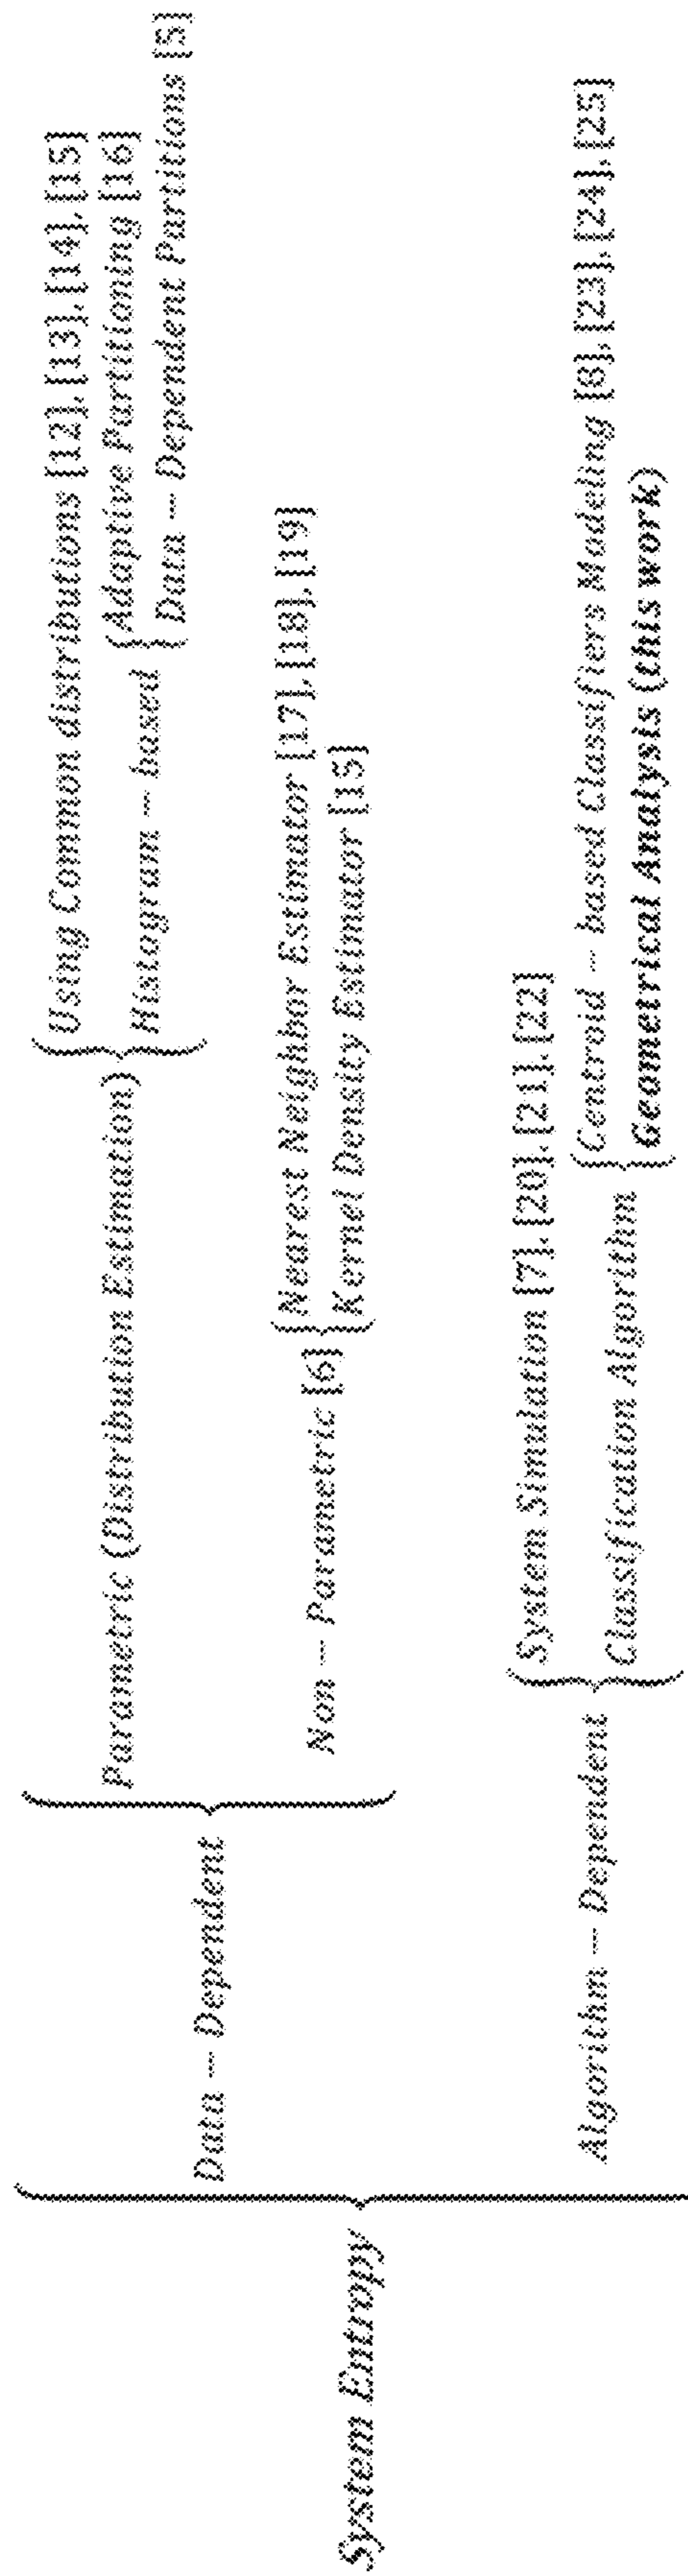 System Entropy
Data − Dependent
Parametric (Distribution Estimation)
Using Common distributions [12], [13], [14], [15]
Histogram − based
Adaptive Partitioning [16]
Data − Dependent Partitions [5]
Non − Parametric [6]
Nearest Neighbor Estimator [17], [18], [19]
Kernel Density Estimator [15]
Algorithm − Dependent
System Simulation [7], [20], [21], [22]
Classification Algorithm
Centroid − based Classifiers Modeling [8], [23], [24], [25]
Geometrical Analysis (this work)